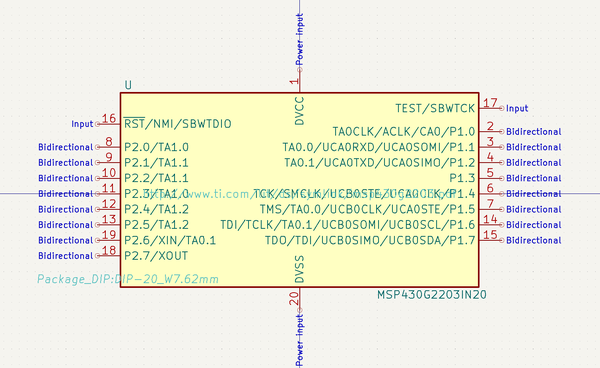 Power input
1
DVCC
U
16
Input
RST/NMI/SBWTDIO
17
Input
TEST/SBWTCK
Bidirectional 8 P2.0/TA1.0
Bidirectional 9 P2.1/TA1.1
Bidirectional 10 P2.2/TA1.1
Bidirectional 11 P2.3/TA1.0
Bidirectional 12 P2.4/TA1.2
Bidirectional 13 P2.5/TA1.2
Bidirectional 19 P2.6/XIN/TA0.1
Bidirectional 18 P2.7/XOUT
TA0CLK/ACLK/CA0/P1.0 2 Bidirectional
TA0.0/UCA0RXD/UCA0SOMI/P1.1 3 Bidirectional
TA0.1/UCA0TXD/UCA0SIMO/P1.2 4 Bidirectional
P1.3 5 Bidirectional
TCK/SMCLK/UCB0STE/UCA0CLK/P1.4 6 Bidirectional
TMS/TA0.0/UCB0CLK/UCA0STE/P1.5 7 Bidirectional
TDI/TCLK/TA0.1/UCB0SOMI/UCB0SCL/P1.6 14 Bidirectional
TDO/TDI/UCB0SIMO/UCB0SDA/P1.7 15 Bidirectional
Package_DIP:DIP-20_W7.62mm
DVSS
20
Power input
MSP430G2203IN20